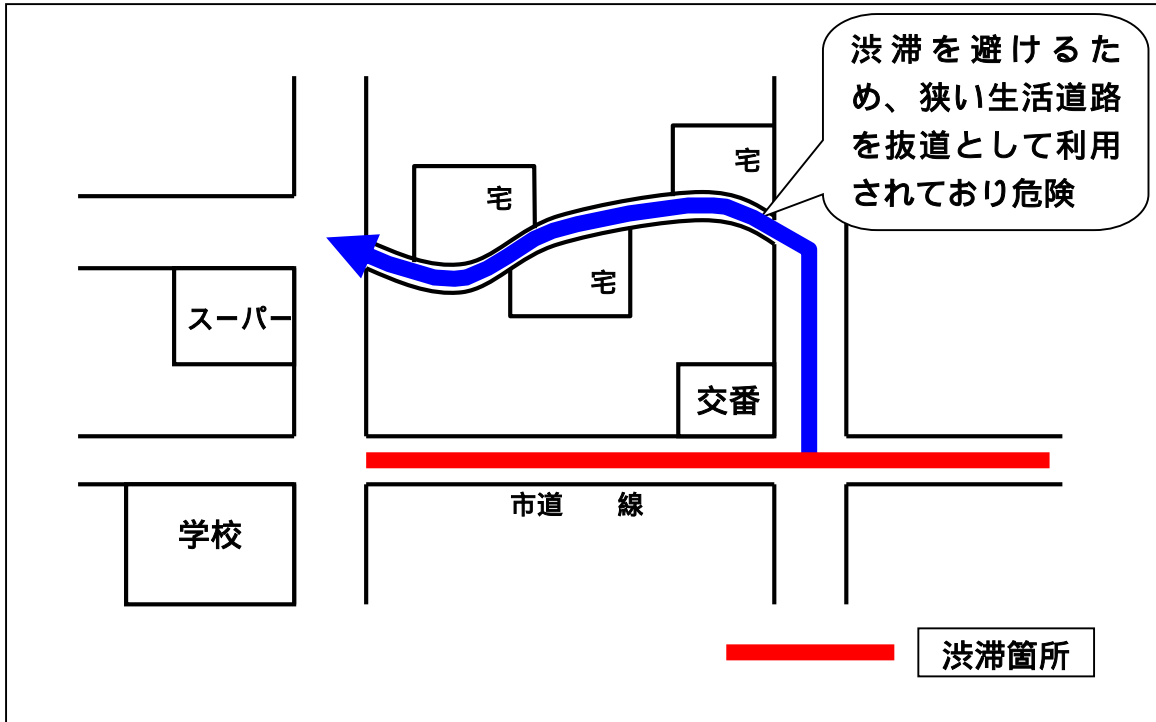 渋滞を避けるた
め、狭い生活道路
を抜道として利用
されており危険
宅
宅
宅
スーパー
交番
市道　　線
学校
渋滞箇所